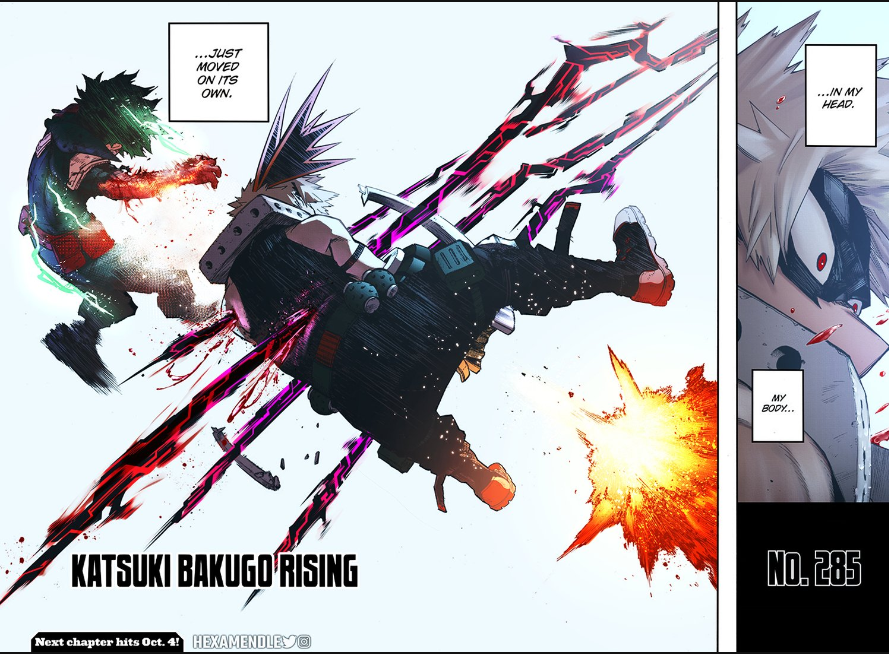 ...IN MY
HEAD.
MY
BODY...
NO. 285
...JUST
MOVED
ON ITS
OWN.
KATSUKI BAKUGO RISING
Next chapter hits Oct. 4!
HEXAMENDLE